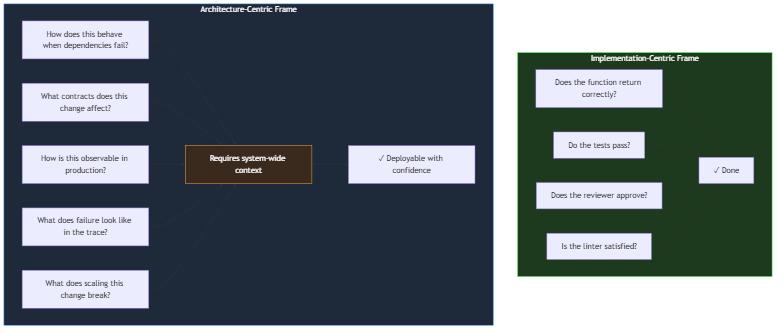 Architecture-Centric Frame
How does this behave
when dependencies fail?
What contracts does this
change affect?
How is this observable in
production?
What does failure look like
in the trace?
What does scaling this
change break?
Requires system-wide
context
✓ Deployable with
confidence
Implementation-Centric Frame
Does the function return
correctly?
Do the tests pass?
Does the reviewer approve?
Is the linter satisfied?
✓ Done